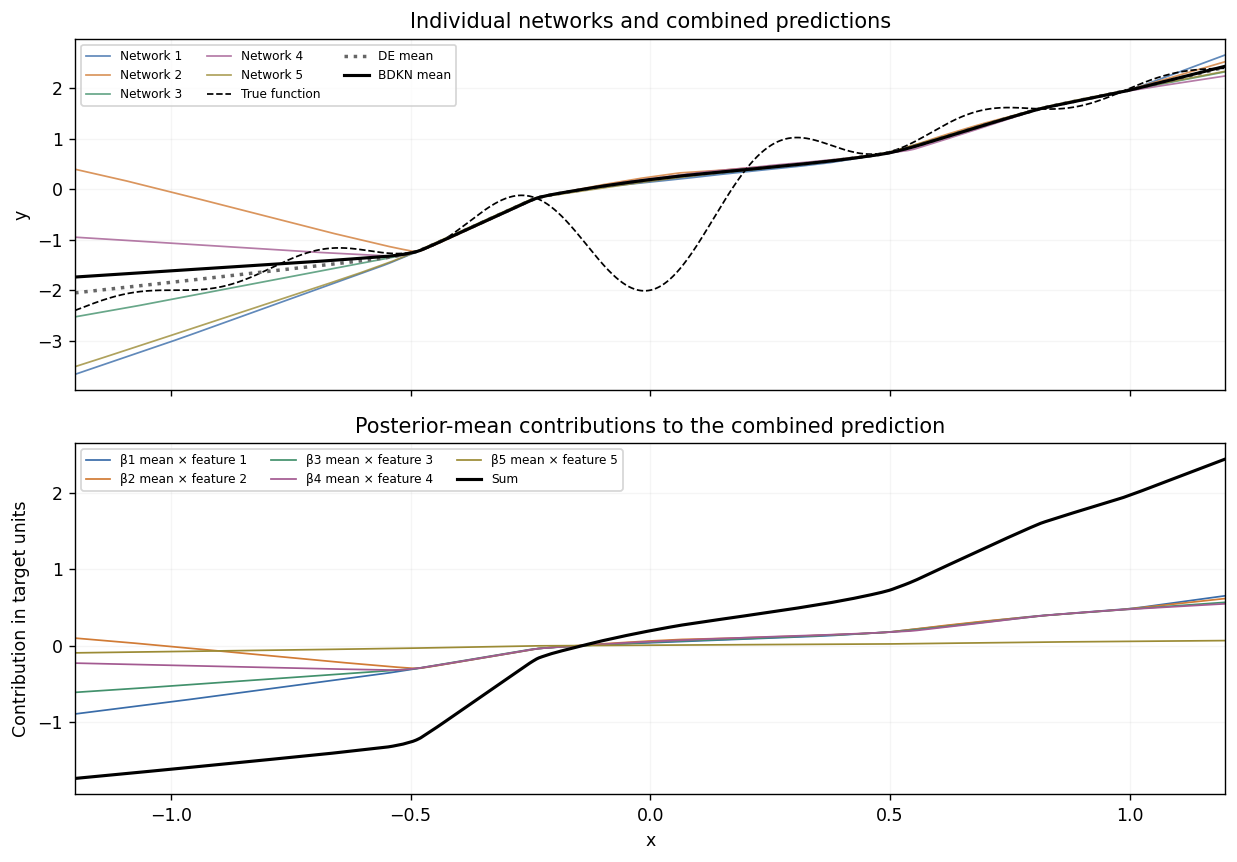 Individual networks and combined predictions
Network 1
Network 2
Network 3
Network 4
Network 5
True function
DE mean
BDKN mean
y
2
1
0
−1
−2
−3
Posterior-mean contributions to the combined prediction
β1 mean × feature 1
β2 mean × feature 2
β3 mean × feature 3
β4 mean × feature 4
β5 mean × feature 5
Sum
Contribution in target units
2
1
0
−1
−1.0
−0.5
0.0
0.5
1.0
x